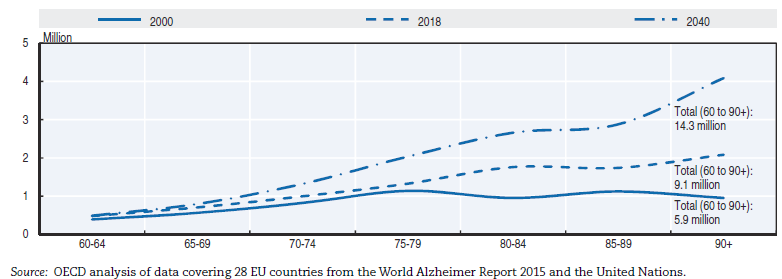 2000 2018 2040
Million
5
4
3
2
1
0
Total (60 to 90+):
14.3 million
Total (60 to 90+):
9.1 million
Total (60 to 90+):
5.9 million
60-64 65-69 70-74 75-79 80-84 85-89 90+
Source: OECD analysis of data covering 28 EU countries from the World Alzheimer Report 2015 and the United Nations.